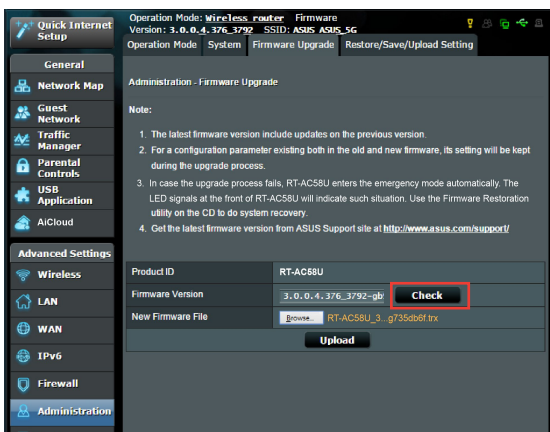 Quick Internet
Setup
General
Network Map
Guest
Network
Traffic
Manager
Parental
Controls
USB
Application
AiCloud
Advanced Settings
Wireless
LAN
WAN
IPv6
Firewall
Administration
Operation Mode: Wireless router Firmware
Version: 3.0.0.4.376_3792 SSID: ASUS ASUS_5G
Operation Mode System Firmware Upgrade Restore/Save/Upload Setting
Administration - Firmware Upgrade
Note:
1. The latest firmware version include updates on the previous version.
2. For a configuration parameter existing both in the old and new firmware, its setting will be kept
during the upgrade process.
3. In case the upgrade process fails, RT-AC58U enters the emergency mode automatically. The
LED signals at the front of RT-AC58U will indicate such situation. Use the Firmware Restoration
utility on the CD to do system recovery.
4. Get the latest firmware version from ASUS Support site at http://www.asus.com/support/
Product ID RT-AC58U
Firmware Version 3.0.0.4.376_3792-gb Check
New Firmware File Browse... RT-AC58U_3...g735db6f.trx
Upload